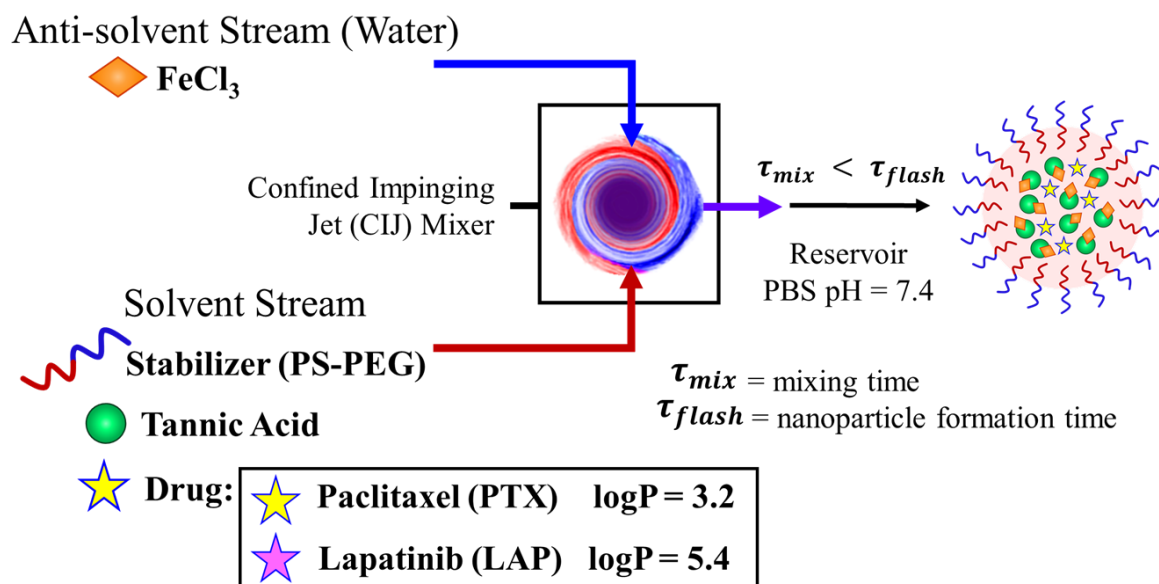 Anti-solvent Stream (Water)
FeCl₃
Confined Impinging
Jet (CIJ) Mixer
τmix < τflash
Reservoir
PBS pH = 7.4
Solvent Stream
Stabilizer (PS-PEG)
Tannic Acid
Drug:
Paclitaxel (PTX) logP = 3.2
Lapatinib (LAP) logP = 5.4
τmix = mixing time
τflash = nanoparticle formation time